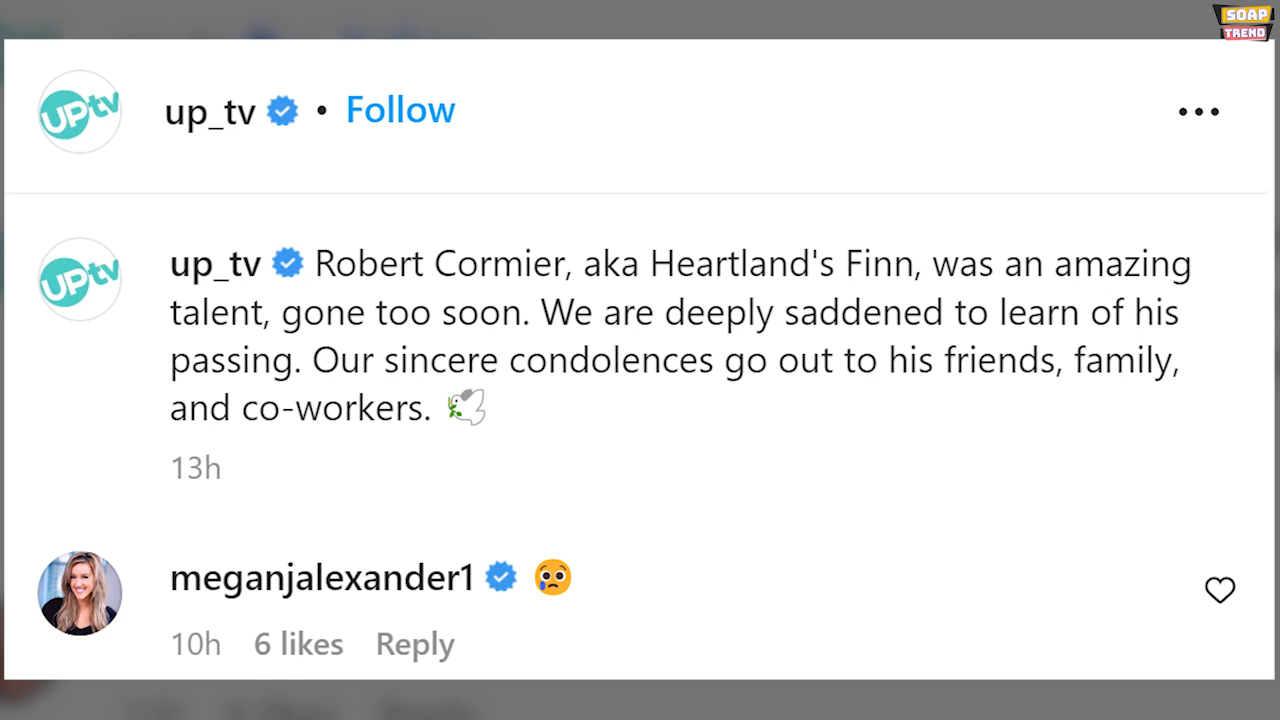 SOAP
TREND
UPtv
up_tv • Follow
UPtv
up_tv Robert Cormier, aka Heartland's Finn, was an amazing
talent, gone too soon. We are deeply saddened to learn of his
passing. Our sincere condolences go out to his friends, family,
and co-workers. 🕊️
13h
meganjalexander1 😢
10h 6 likes Reply